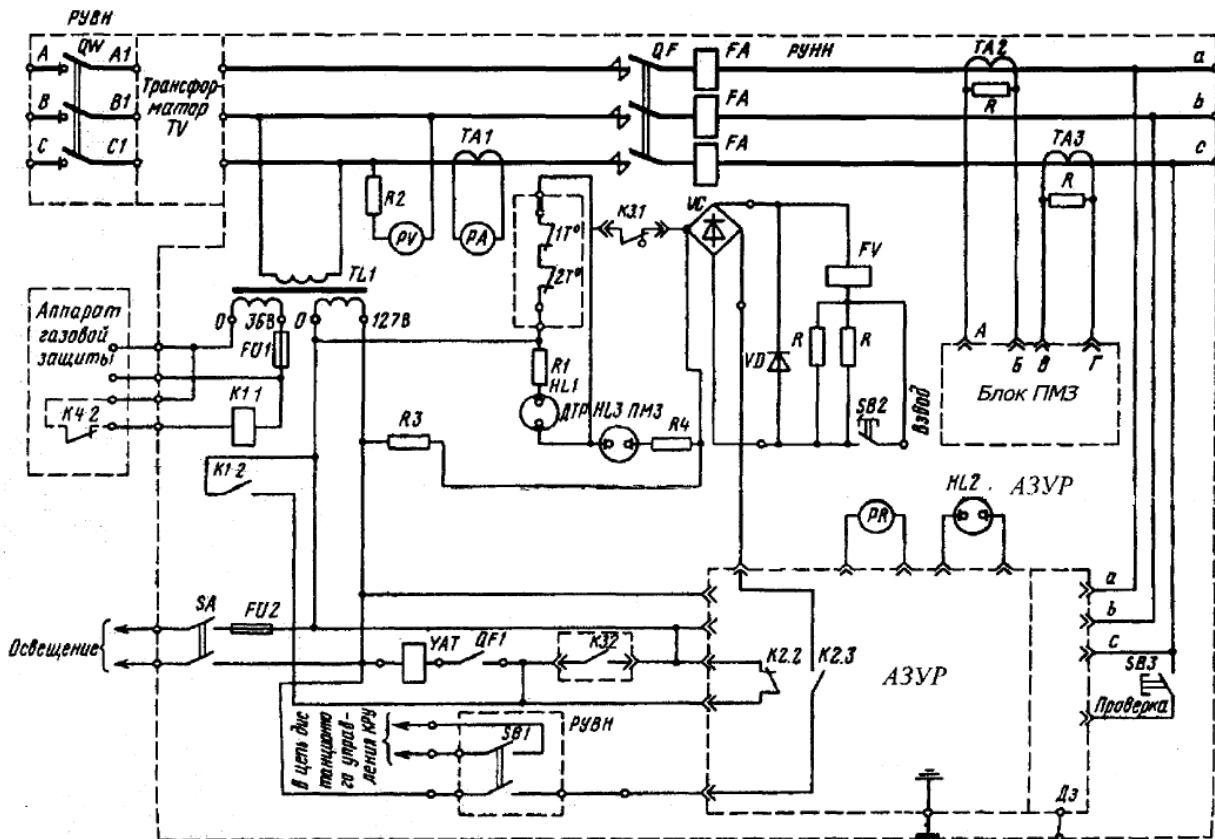 РУВН
A QW A1
Трансфор-
матор
TV
B B1
C C1
QF
FA
РУНН
TA2
a
R
FA
b
TA1
FA
TA3
c
R
R2
PV
PA
1T°
2T°
K3.1
UC
FV
TL1
Аппарат
газовой
защиты
0 36В 0 127В
FU1
R1
HL1
ДТР HL3 ПМЗ
R4
VD
R
R
SB2
Взвод
А
Б В Г
Блок ПМЗ
K4·2
K1·1
R3
K1·2
HL2
АЗУР
PR
a
b
c
SA
FU2
Освещение
YAT
QF1
K3.2
K2.2
K2.3
АЗУР
SB3
Проверка
В цепь дис
танционно
го управ-
ления КРУ
РУВН
SB1
Дз